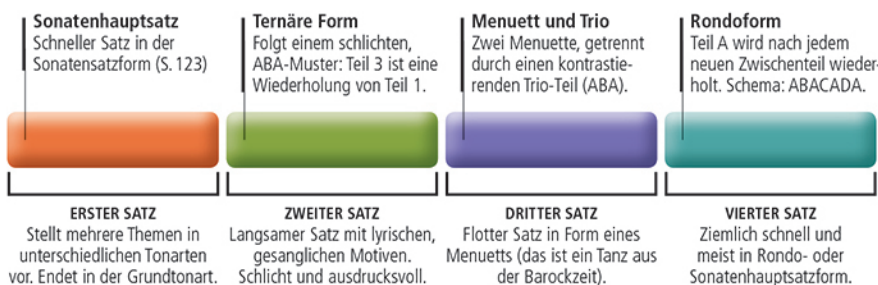 Sonatenhauptsatz
Schneller Satz in der
Sonatensatzform (S. 123)
Ternäre Form
Folgt einem schlichten,
ABA-Muster: Teil 3 ist eine
Wiederholung von Teil 1.
Menuett und Trio
Zwei Menuette, getrennt
durch einen kontrastie-
renden Trio-Teil (ABA).
Rondoform
Teil A wird nach jedem
neuen Zwischenteil wieder-
holt. Schema: ABACADA.
ERSTER SATZ
Stellt mehrere Themen in
unterschiedlichen Tonarten
vor. Endet in der Grundtonart.
ZWEITER SATZ
Langsamer Satz mit lyrischen,
gesanglichen Motiven.
Schlicht und ausdrucksvoll.
DRITTER SATZ
Flotter Satz in Form eines
Menuetts (das ist ein Tanz aus
der Barockzeit).
VIERTER SATZ
Ziemlich schnell und
meist in Rondo- oder
Sonatenhauptsatzform.